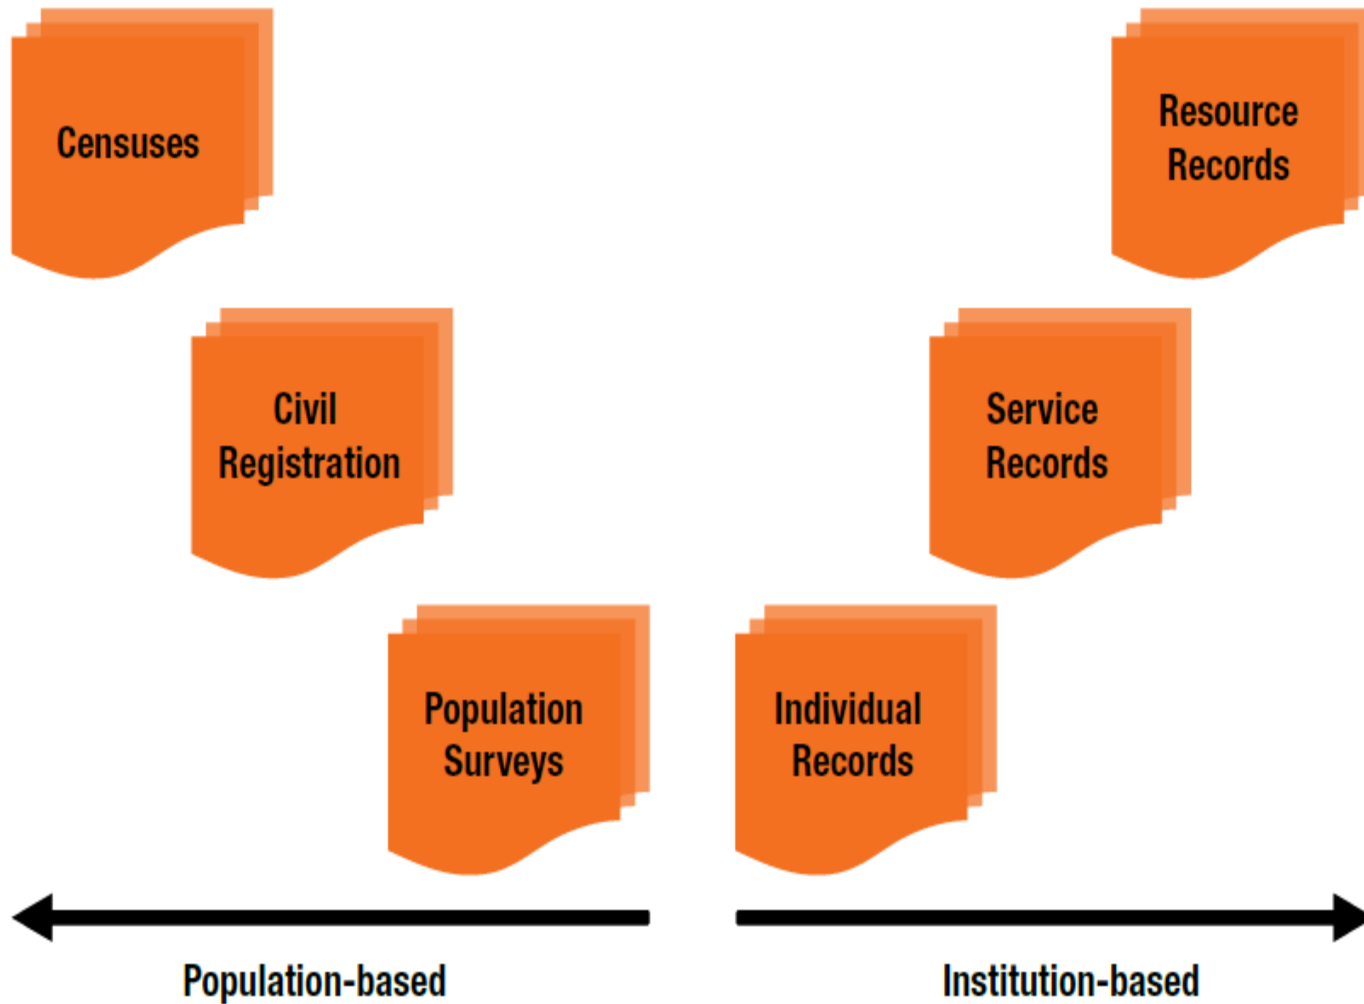 Censuses
Resource
Records
Civil
Registration
Service
Records
Population
Surveys
Individual
Records
Population-based
Institution-based